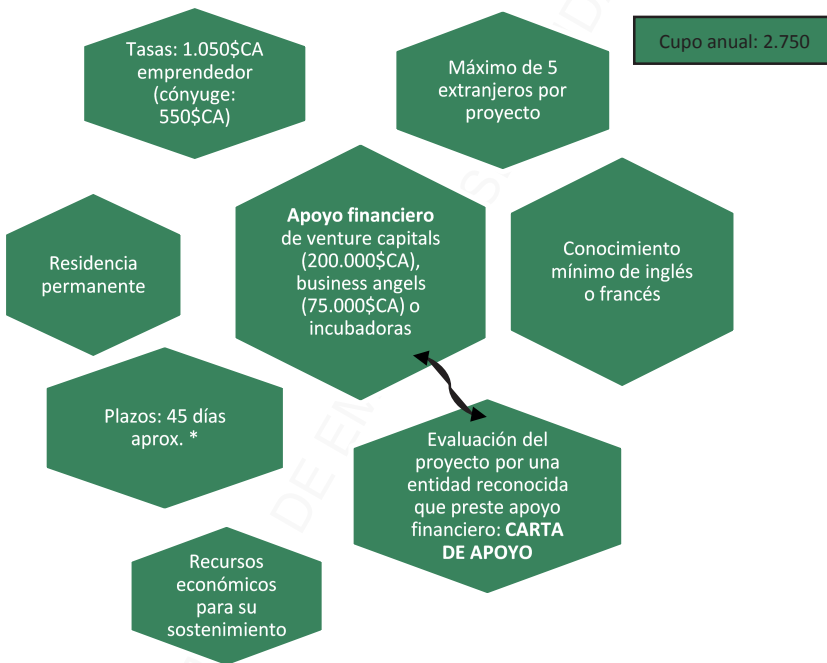 Tasas: 1.050$CA
emprendedor
(cónyuge:
550$CA)
Máximo de 5
extranjeros por
proyecto
Cupo anual: 2.750
Residencia
permanente
Apoyo financiero
de venture capitals
(200.000$CA),
business angels
(75.000$CA) o
incubadoras
Conocimiento
mínimo de inglés
o francés
Plazos: 45 días
aprox. *
Evaluación del
proyecto por una
entidad reconocida
que preste apoyo
financiero: CARTA
DE APOYO
Recursos
económicos
para su
sostenimiento